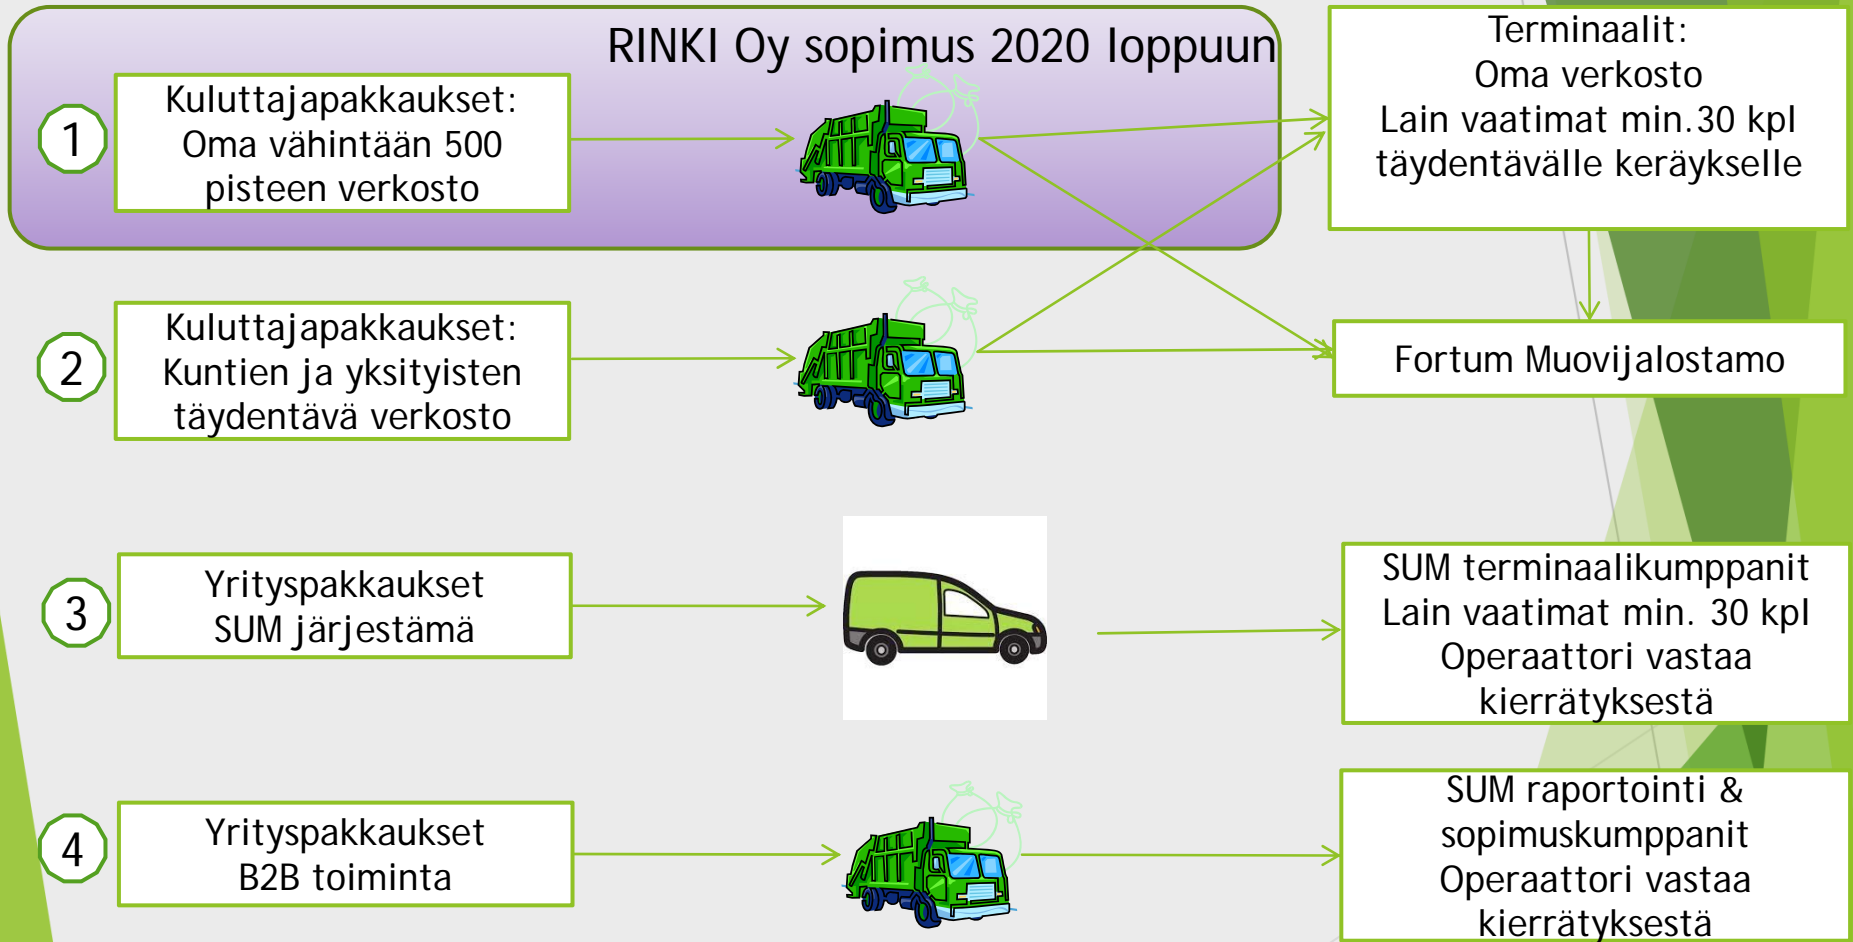 RINKI Oy sopimus 2020 loppuun
1
Kuluttajapakkaukset:
Oma vähintään 500
pisteen verkosto
Terminaalit:
Oma verkosto
Lain vaatimat min.30 kpl
täydentävälle keräykselle
2
Kuluttajapakkaukset:
Kuntien ja yksityisten
täydentävä verkosto
Fortum Muovijalostamo
3
Yrityspakkaukset
SUM järjestämä
SUM terminaalikumppanit
Lain vaatimat min. 30 kpl
Operaattori vastaa
kierrätyksestä
4
Yrityspakkaukset
B2B toiminta
SUM raportointi &
sopimuskumppanit
Operaattori vastaa
kierrätyksestä